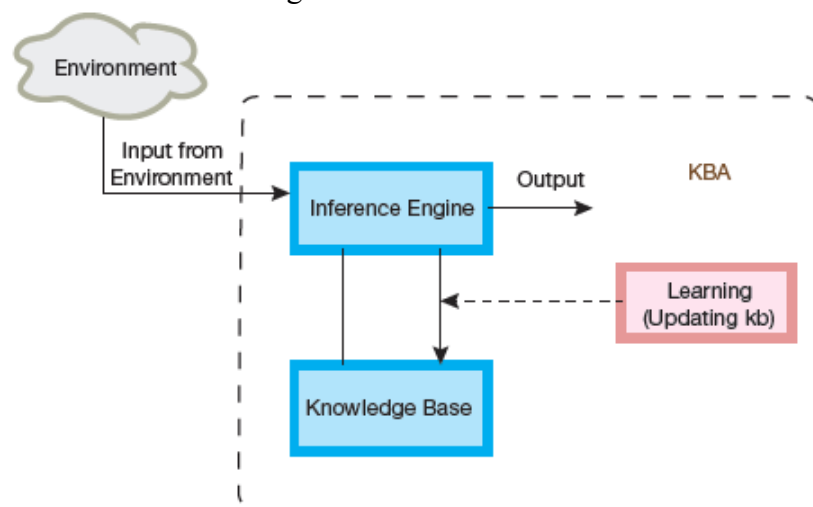 Environment
Input from
Environment
Inference Engine
Output
KBA
Learning
(Updating kb)
Knowledge Base